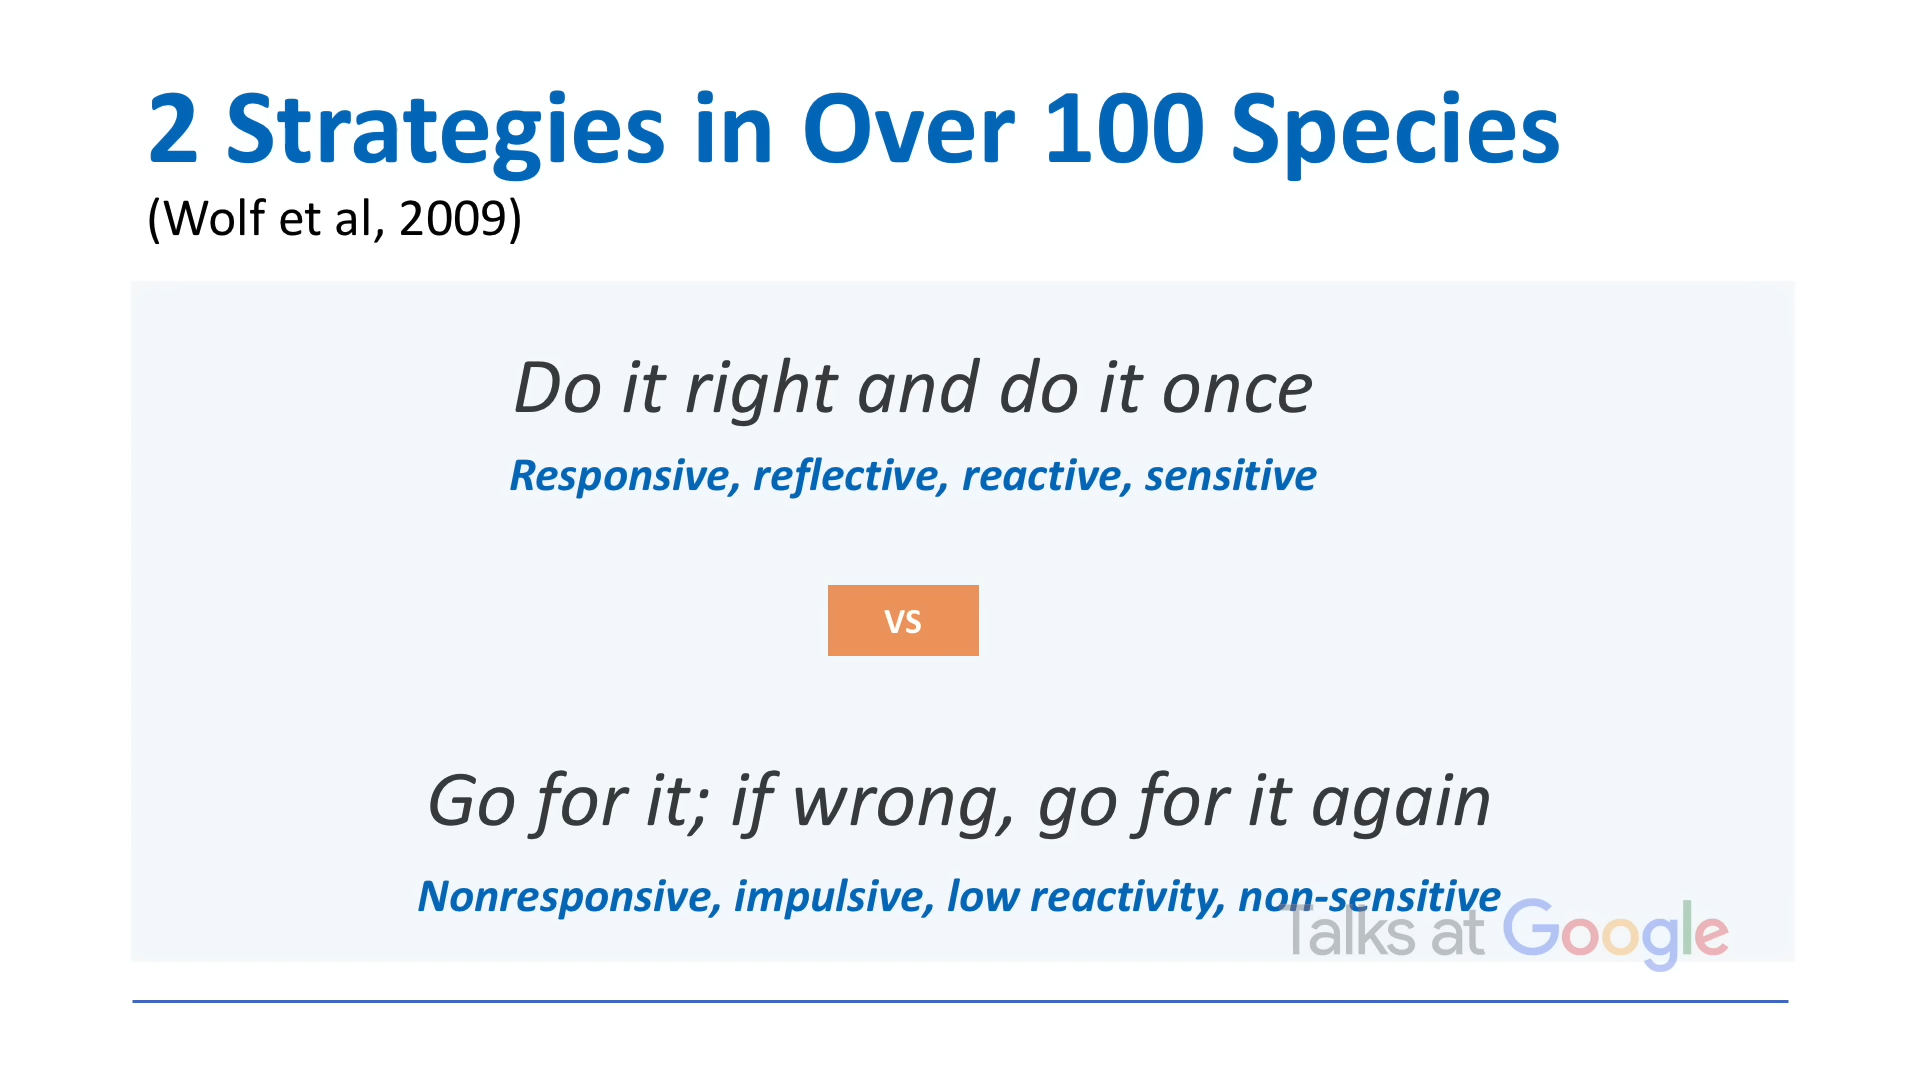 2 Strategies in Over 100 Species
(Wolf et al, 2009)
Do it right and do it once
Responsive, reflective, reactive, sensitive
VS
Go for it; if wrong, go for it again
Nonresponsive, impulsive, low reactivity, non-sensitive
Talks at Google